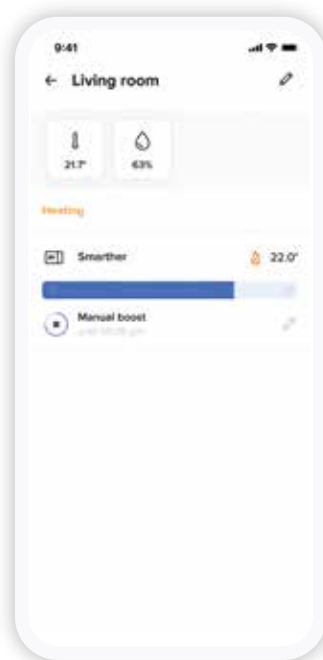 9:41
Living room
21.7° 63%
Heating
Smarther 22.0°
Manual boost